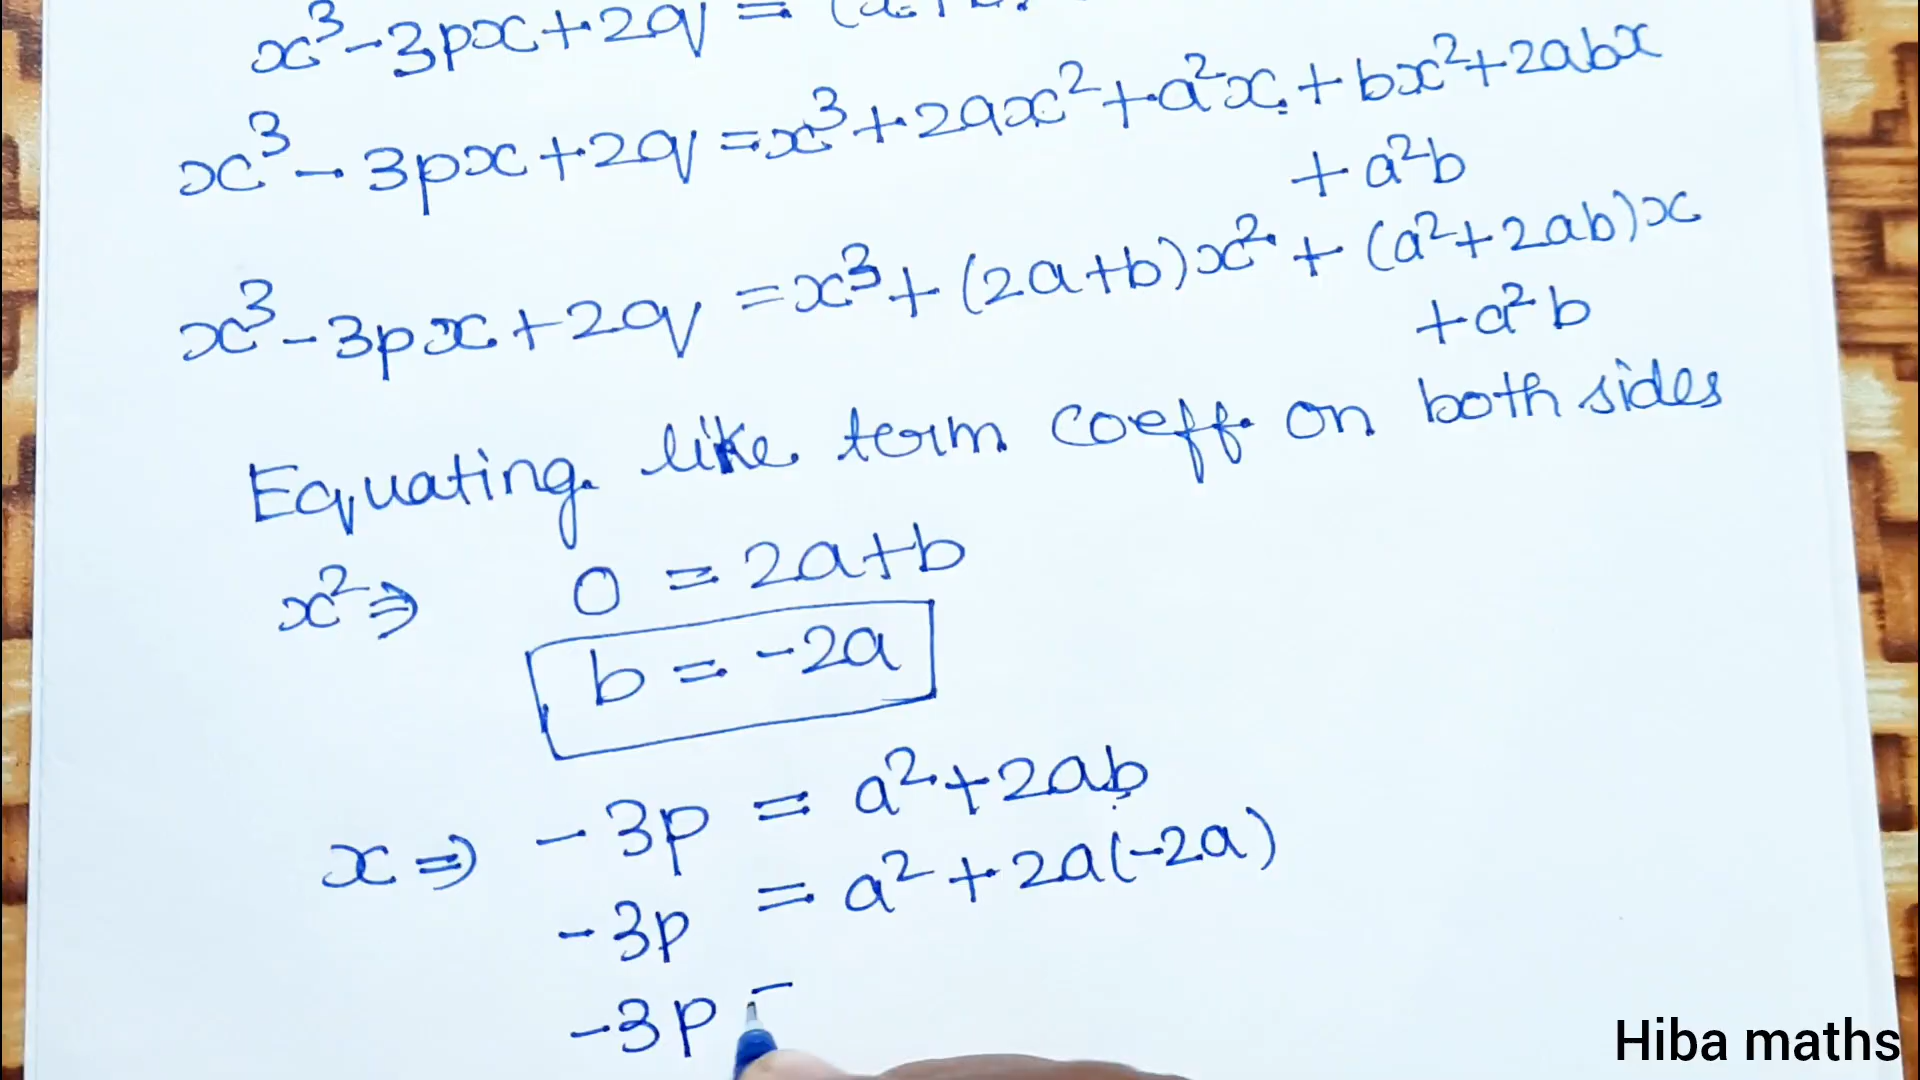 x³-3px+2q =
x³-3px+2q = x³+2ax²+a²x+bx²+2abx
+a²b
x³-3px+2q = x³+(2a+b)x²+(a²+2ab)x
+a²b
Equating like term coeff. on both sides
x² ⇒ 0 = 2a+b
b = -2a
x ⇒ -3p = a²+2ab
-3p = a²+2a(-2a)
-3p
Hiba maths